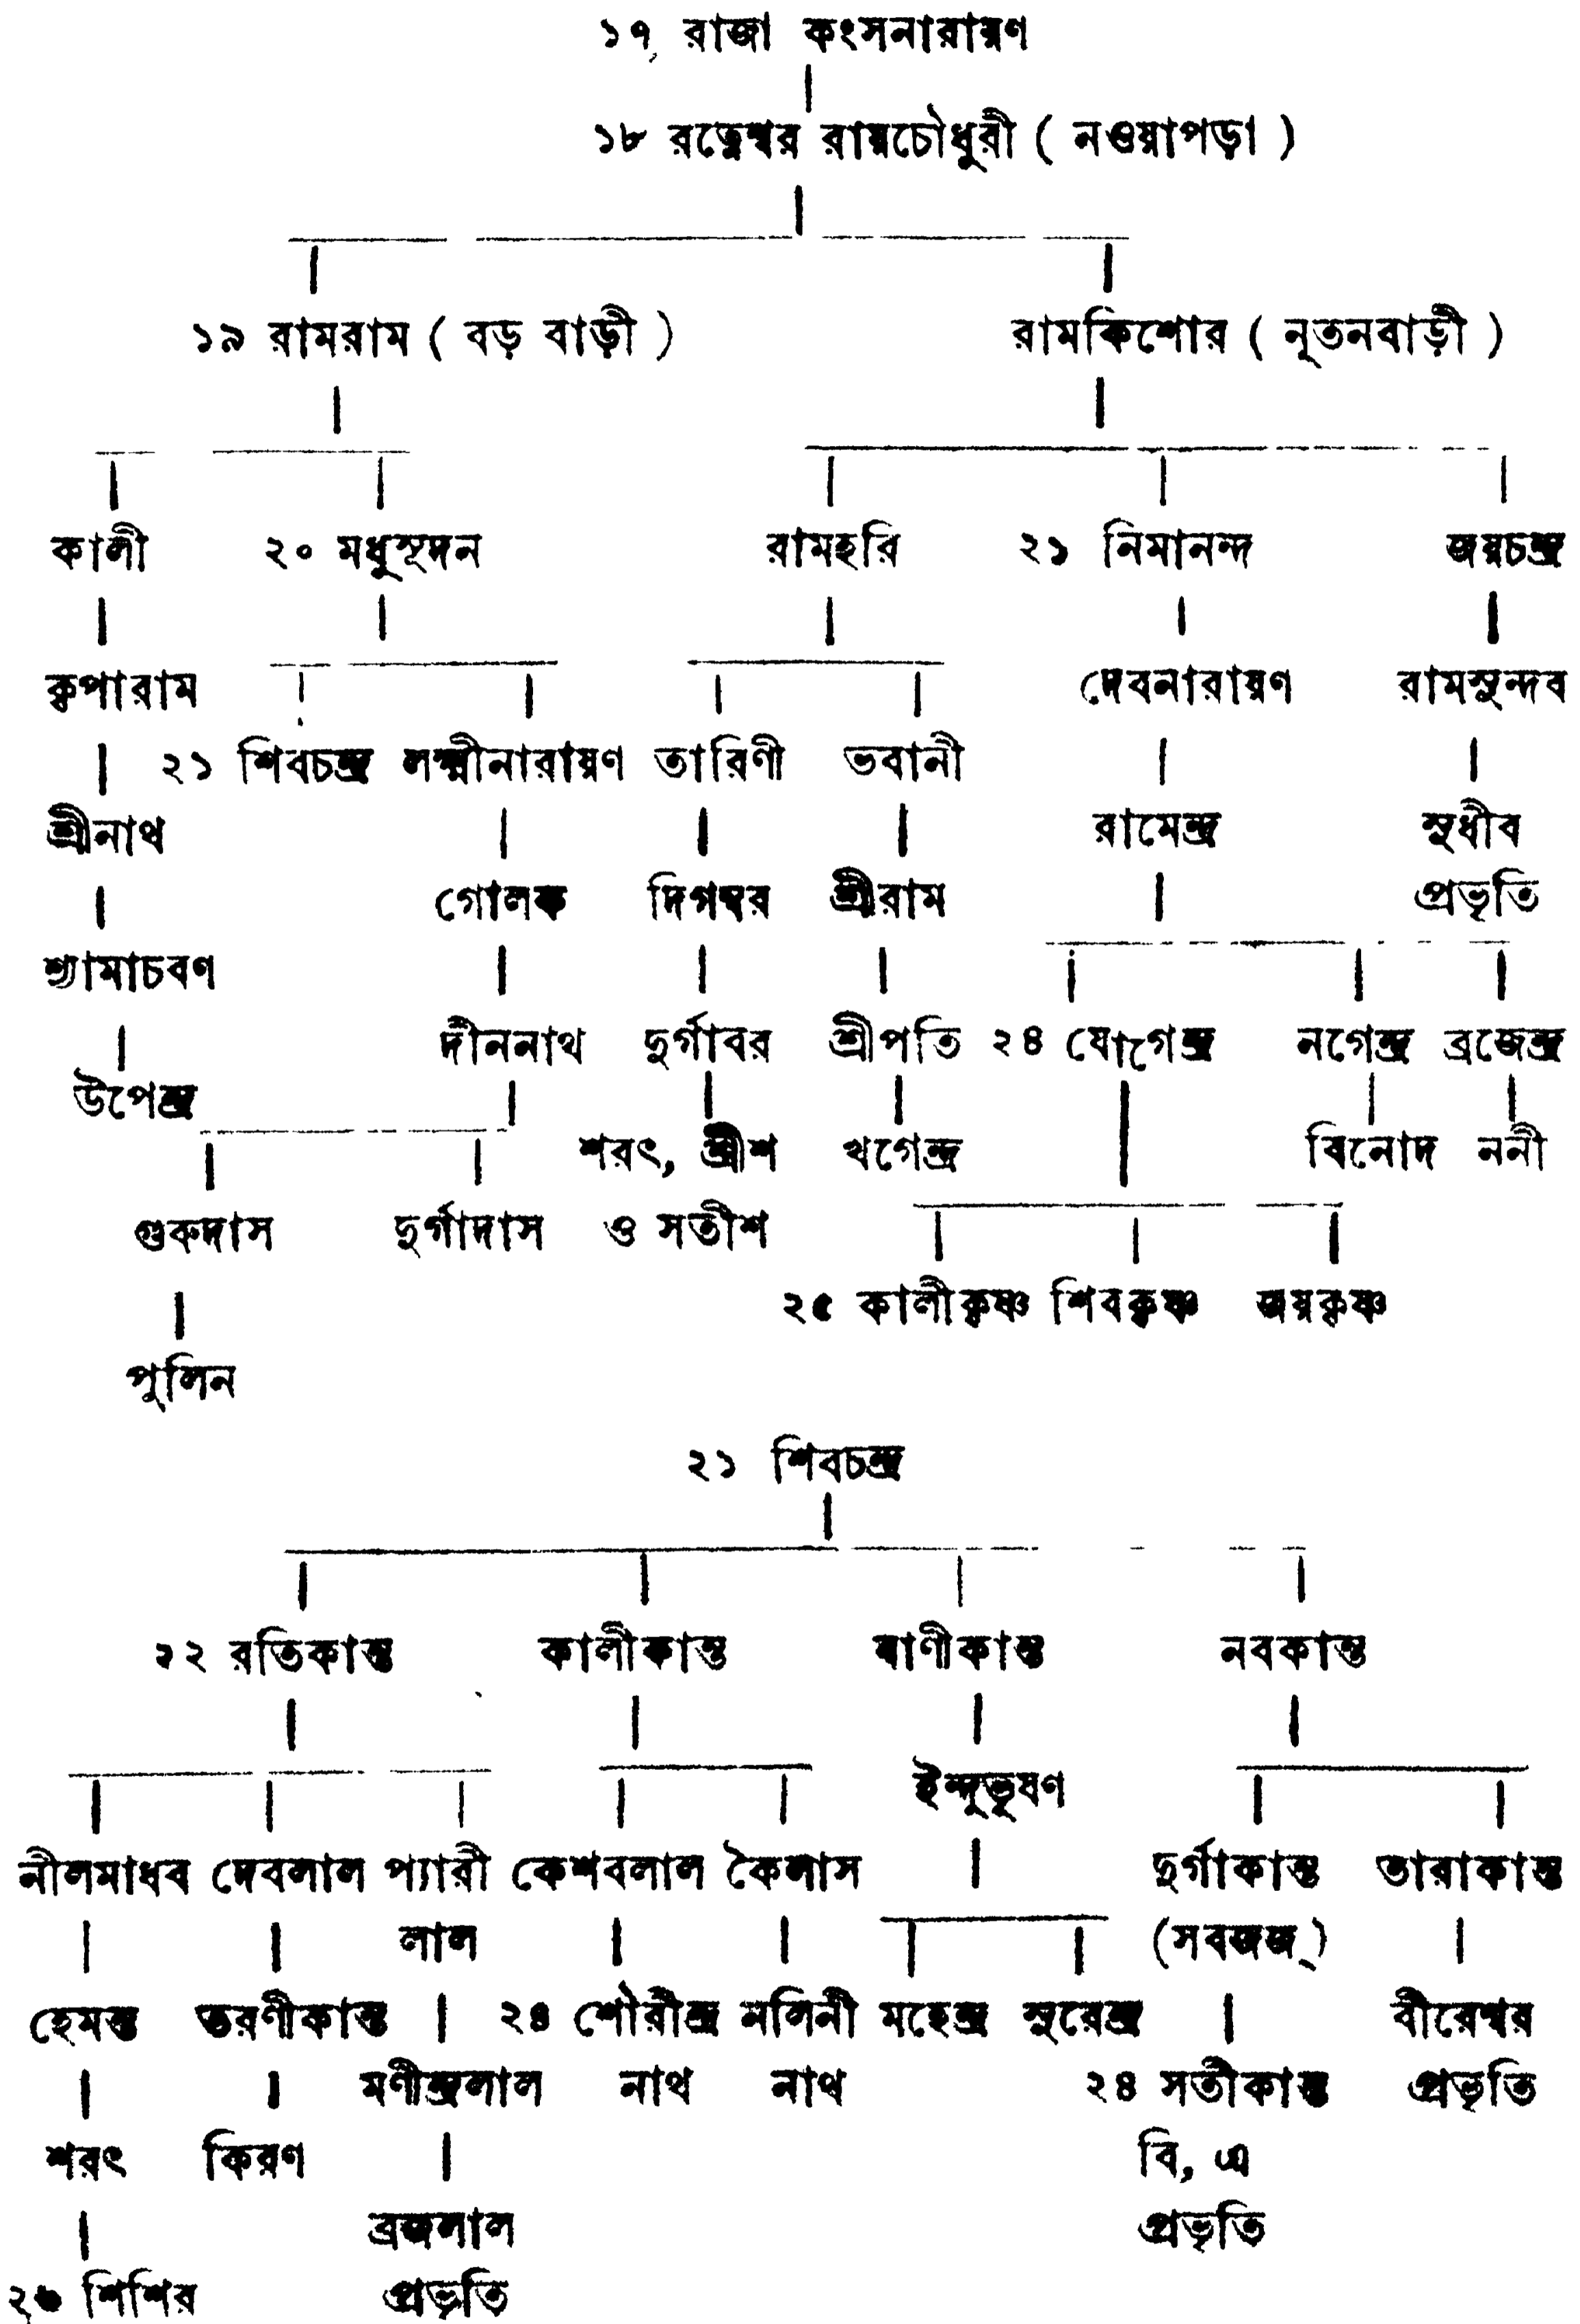 ১৭ রাজা কংসনারায়ণ
১৮ রত্নেশ্বর রায়চৌধুরী ( নওয়াপড়া )
১৯ রামরাম ( বড় বাড়ী ) রামকিশোর ( নূতনবাড়ী )
কালী ২০ মধুসূদন রামহরি ২১ নিমানন্দ জয়চন্দ্র
কৃপারাম দেবনারায়ণ রামসুন্দব
২১ শিবচন্দ্র লক্ষ্মীনারায়ণ তারিণী ভবানী
শ্রীনাথ রামেন্দ্র সুধীব
গোলক দিগম্বর শ্রীরাম প্রভৃতি
শ্যামাচবণ
দীননাথ দুর্গাবর শ্রীপতি ২৪ যোগেন্দ্র নগেন্দ্র ব্রজেন্দ্র
উপেন্দ্র
শরৎ, শ্রীশ খগেন্দ্র বিনোদ ননী
গুরুদাস দুর্গাদাস ও সতীশ
২৫ কালীকৃষ্ণ শিবকৃষ্ণ জয়কৃষ্ণ
পুলিন
২১ শিবচন্দ্র
২২ রতিকান্ত কালীকান্ত বাণীকান্ত নবকান্ত
ইন্দুভূষণ
নীলমাধব দেবলাল প্যারী কেশবলাল কৈলাস দুর্গাকান্ত তারাকান্ত
লাল (সবজজ্)
হেমন্ত তরণীকান্ত ২৪ শৌরীন্দ্র নলিনী মহেন্দ্র সুরেন্দ্র বীরেশ্বর
মণীন্দ্রলাল নাথ নাথ ২৪ সতীকান্ত প্রভৃতি
শরৎ কিরণ বি, এ
ব্রজলাল প্রভৃতি
২৬ শিশির প্রভৃতি